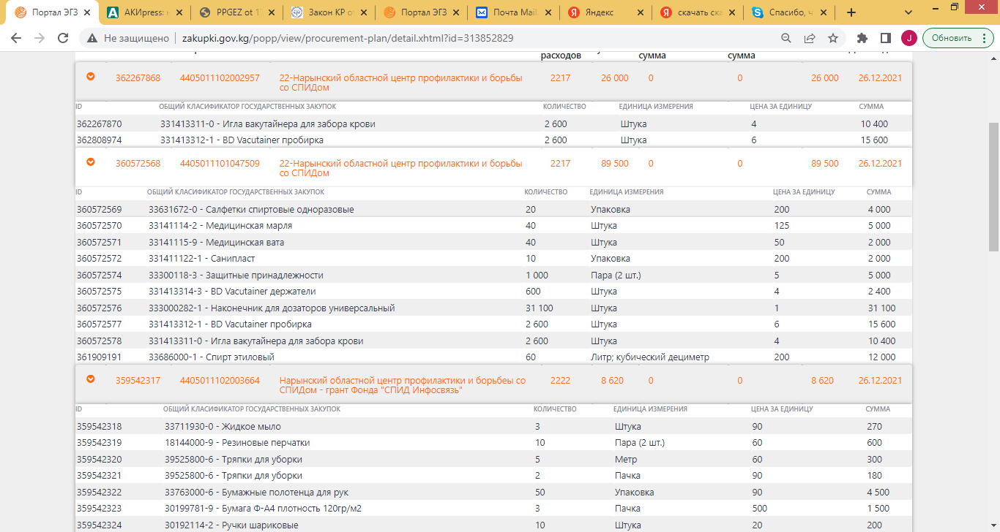 Портал ЭГЗ
АКИpress:
PPGEZ от 1
Закон КР от
Портал ЭГЗ
Почта Mail.
Яндекс
скачать ска
Спасибо, ч
Не защищено zakupki.gov.kg/popp/view/procurement-plan/detail.xhtml?id=313852829 J Обновить
расходов сумма сумма
362267868 4405011102002957 22-Нарынский областной центр профилактики и борьбы 2217 26 000 0 0 26 000 26.12.2021
со СПИДом
ID ОБЩИЙ КЛАСИФИКАТОР ГОСУДАРСТВЕННЫХ ЗАКУПОК КОЛИЧЕСТВО ЕДИНИЦА ИЗМЕРЕНИЯ ЦЕНА ЗА ЕДИНИЦУ СУММА
362267870 331413311-0 - Игла вакутайнера для забора крови 2 600 Штука 4 10 400
362808974 331413312-1 - BD Vacutainer пробирка 2 600 Штука 6 15 600
360572568 4405011101047509 22-Нарынский областной центр профилактики и борьбы 2217 89 500 0 0 89 500 26.12.2021
со СПИДом
ID ОБЩИЙ КЛАСИФИКАТОР ГОСУДАРСТВЕННЫХ ЗАКУПОК КОЛИЧЕСТВО ЕДИНИЦА ИЗМЕРЕНИЯ ЦЕНА ЗА ЕДИНИЦУ СУММА
360572569 33631672-0 - Салфетки спиртовые одноразовые 20 Упаковка 200 4 000
360572570 33141114-2 - Медицинская марля 40 Штука 125 5 000
360572571 33141115-9 - Медицинская вата 40 Штука 50 2 000
360572572 331411122-1 - Санипласт 10 Упаковка 200 2 000
360572574 33300118-3 - Защитные принадлежности 1 000 Пара (2 шт.) 5 5 000
360572575 331413314-3 - BD Vacutainer держатели 600 Штука 4 2 400
360572576 333000282-1 - Наконечник для дозаторов универсальный 31 100 Штука 1 31 100
360572577 331413312-1 - BD Vacutainer пробирка 2 600 Штука 6 15 600
360572578 331413311-0 - Игла вакутайнера для забора крови 2 600 Штука 4 10 400
361909191 33686000-1 - Спирт этиловый 60 Литр; кубический дециметр 200 12 000
359542317 4405011102003664 Нарынский областной центр профилактики и борьбеы со 2222 8 620 0 0 8 620 26.12.2021
СПИДом - грант Фонда "СПИД Инфосвязь"
ID ОБЩИЙ КЛАСИФИКАТОР ГОСУДАРСТВЕННЫХ ЗАКУПОК КОЛИЧЕСТВО ЕДИНИЦА ИЗМЕРЕНИЯ ЦЕНА ЗА ЕДИНИЦУ СУММА
359542318 33711930-0 - Жидкое мыло 3 Штука 90 270
359542319 18144000-9 - Резиновые перчатки 10 Пара (2 шт.) 60 600
359542320 39525800-6 - Тряпки для уборки 5 Метр 60 300
359542321 39525800-6 - Тряпки для уборки 2 Пачка 90 180
359542322 33763000-6 - Бумажные полотенца для рук 50 Упаковка 90 4 500
359542323 30199781-9 - Бумага Ф-А4 плотность 120гр/м2 3 Пачка 500 1 500
359542324 30192114-2 - Ручки шариковые 10 Штука 20 200